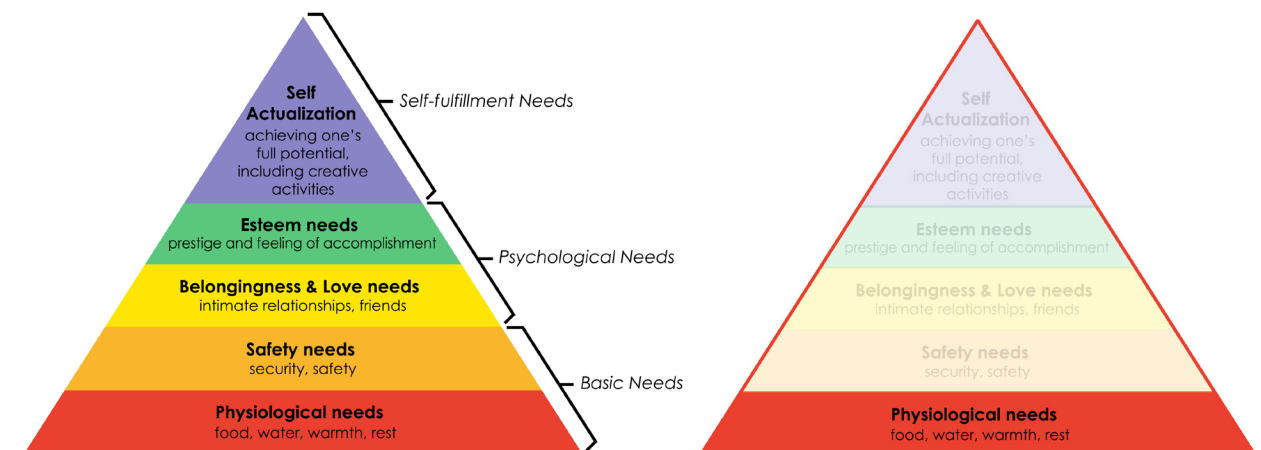 Self
Actualization
achieving one's
full potential,
including creative
activities
Self-fulfillment Needs
Esteem needs
prestige and feeling of accomplishment
Psychological Needs
Belongingness & Love needs
intimate relationships, friends
Safety needs
security, safety
Basic Needs
Physiological needs
food, water, warmth, rest
Self
Actualization
achieving one's
full potential,
including creative
activities
Esteem needs
prestige and feeling of accomplishment
Belongingness & Love needs
intimate relationships, friends
Safety needs
security, safety
Physiological needs
food, water, warmth, rest